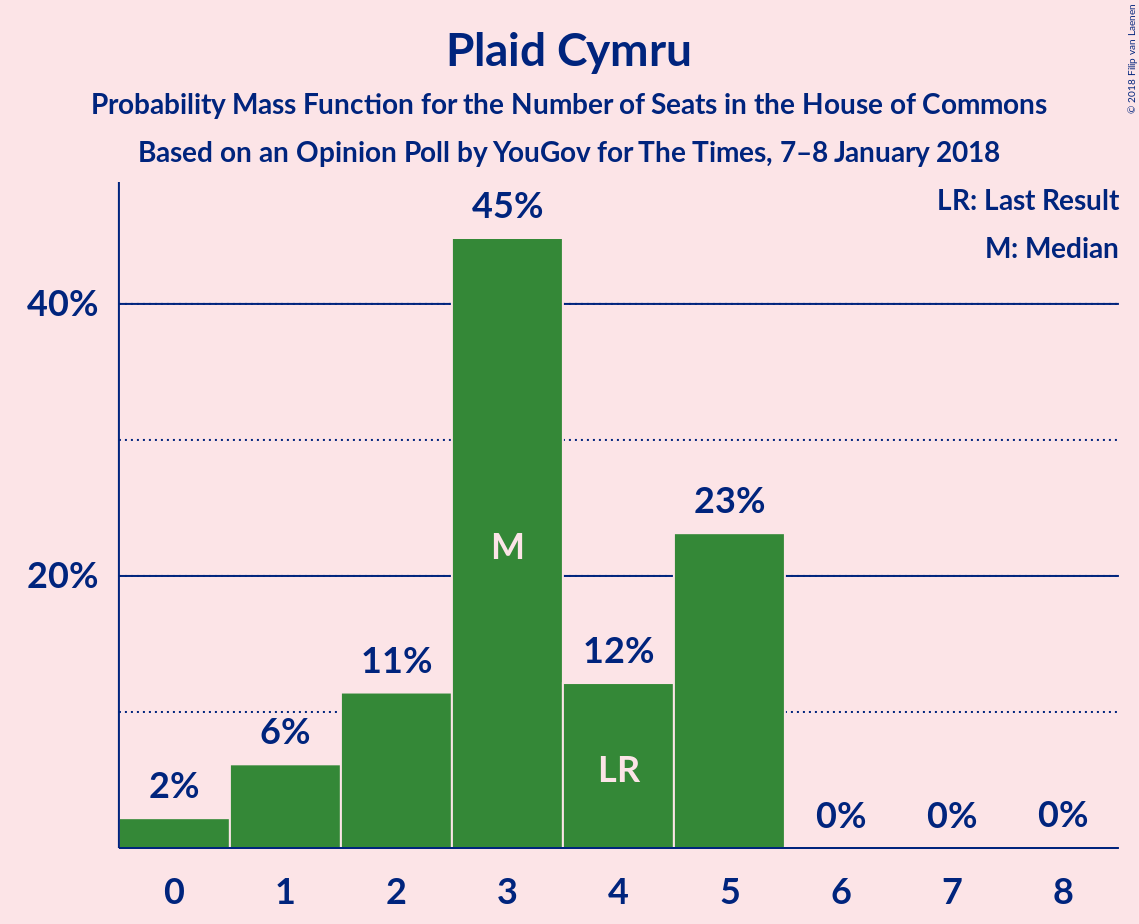 Plaid Cymru
Probability Mass Function for the Number of Seats in the House of Commons
Based on an Opinion Poll by YouGov for The Times, 7–8 January 2018
© 2018 Filip van Laenen
LR: Last Result
M: Median
45%
40%
23%
M
20%
12%
11%
6%
LR
2%
0% 0% 0%
0 1 2 3 4 5 6 7 8